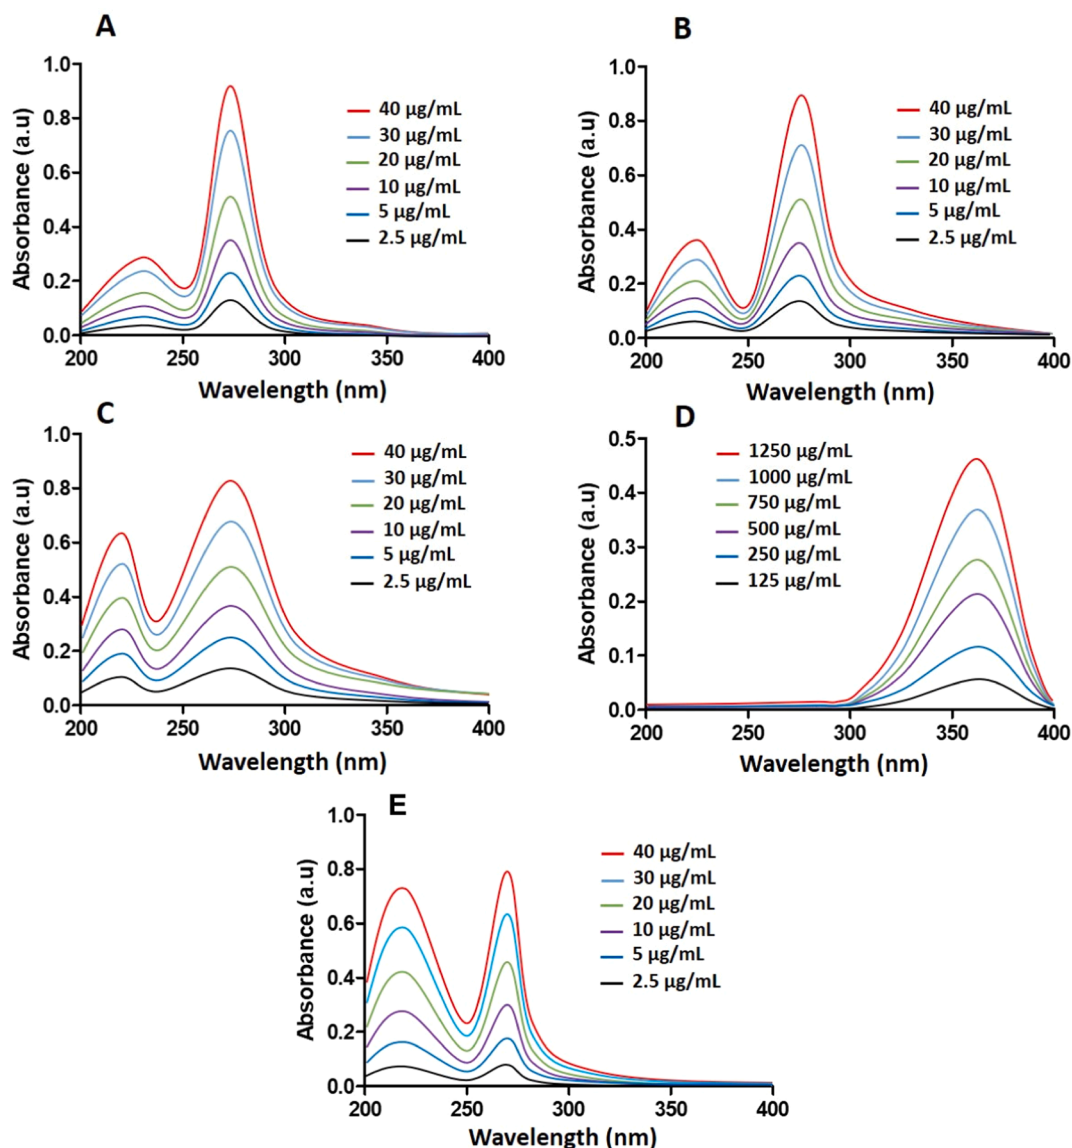 A
Absorbance (a.u)
1.0
0.8
0.6
0.4
0.2
0.0
200 250 300 350 400
Wavelength (nm)
40 µg/mL
30 µg/mL
20 µg/mL
10 µg/mL
5 µg/mL
2.5 µg/mL
B
Absorbance (a.u)
1.0
0.8
0.6
0.4
0.2
0.0
200 250 300 350 400
Wavelength (nm)
40 µg/mL
30 µg/mL
20 µg/mL
10 µg/mL
5 µg/mL
2.5 µg/mL
C
Absorbance (a.u)
1.0
0.8
0.6
0.4
0.2
0.0
200 250 300 350 400
Wavelength (nm)
40 µg/mL
30 µg/mL
20 µg/mL
10 µg/mL
5 µg/mL
2.5 µg/mL
D
Absorbance (a.u)
0.5
0.4
0.3
0.2
0.1
0.0
200 250 300 350 400
Wavelength (nm)
1250 µg/mL
1000 µg/mL
750 µg/mL
500 µg/mL
250 µg/mL
125 µg/mL
E
Absorbance (a.u)
1.0
0.8
0.6
0.4
0.2
0.0
200 250 300 350 400
Wavelength (nm)
40 µg/mL
30 µg/mL
20 µg/mL
10 µg/mL
5 µg/mL
2.5 µg/mL